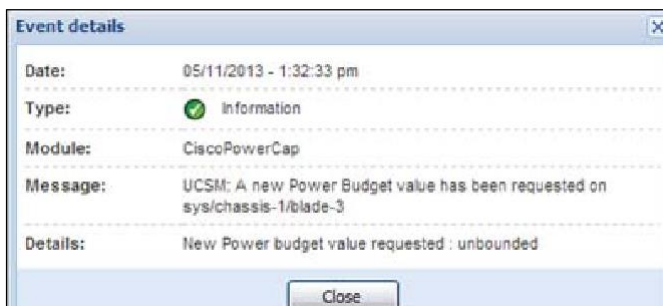 Event details
Date: 05/11/2013 - 1:32:33 pm
Type: Information
Module: CiscoPowerCap
Message: UCSM: A new Power Budget value has been requested on
sys/chassis-1/blade-3
Details: New Power budget value requested : unbounded
Close